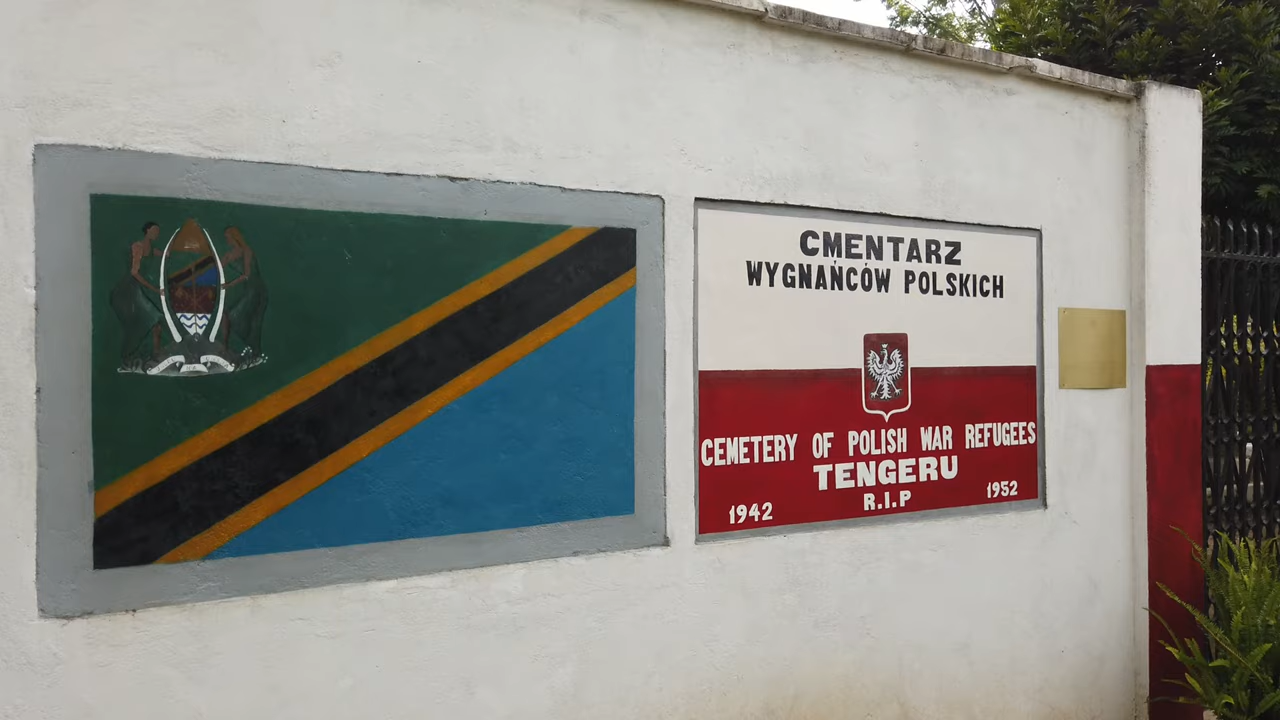 CMENTARZ
WYGNAŃCÓW POLSKICH
CEMETERY OF POLISH WAR REFUGEES
TENGERU
R.I.P
1942 1952